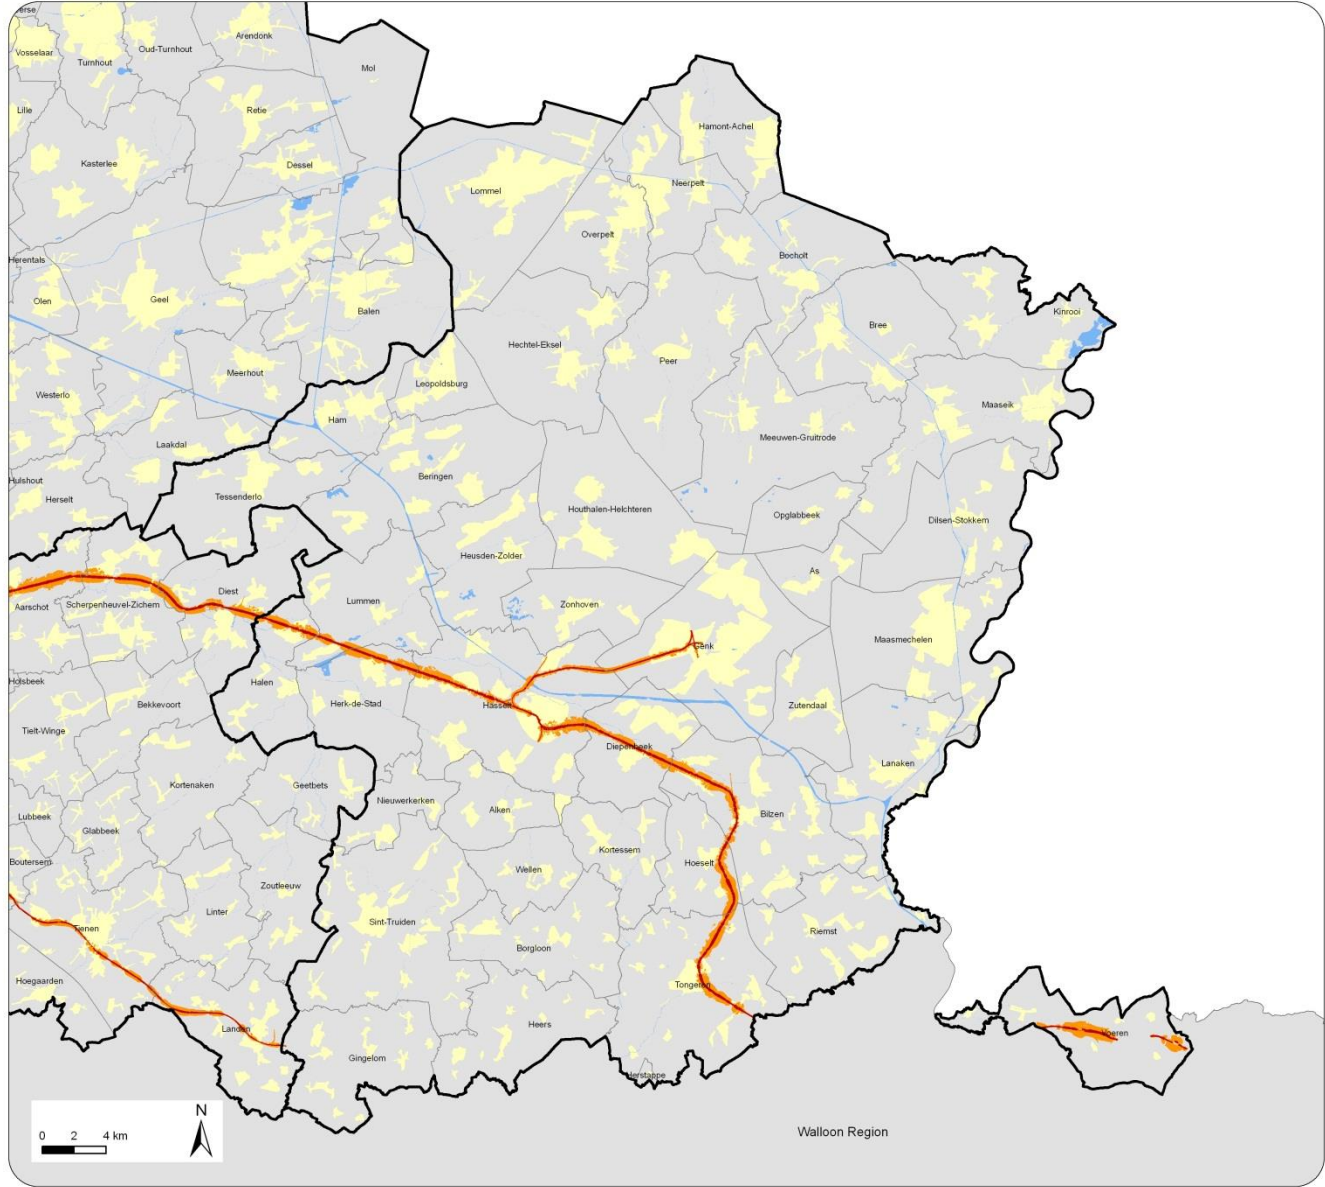 Vosselaar
Turnhout
Oud-Turnhout
Arendonk
Mol
Lille
Retie
Hamont-Achel
Kasterlee
Dessel
Lommel
Neerpelt
Overpelt
Bocholt
Herentals
Olen
Geel
Balen
Kinrooi
Bree
Hechtel-Eksel
Peer
Meerhout
Leopoldsburg
Westerlo
Maaseik
Ham
Laakdal
Meeuwen-Gruitrode
Hulshout
Herselt
Tessenderlo
Beringen
Houthalen-Helchteren
Opglabbeek
Dilsen-Stokkem
Heusden-Zolder
As
Diest
Aarschot
Scherpenheuvel-Zichem
Lummen
Zonhoven
Maasmechelen
Genk
Holsbeek
Halen
Herk-de-Stad
Hasselt
Zutendaal
Bekkevoort
Tielt-Winge
Diepenbeek
Lanaken
Kortenaken
Geetbets
Nieuwerkerken
Alken
Bilzen
Lubbeek
Glabbeek
Kortessem
Boutersem
Hoeselt
Wellen
Zoutleeuw
Linter
Sint-Truiden
Tienen
Riemst
Borgloon
Hoegaarden
Tongeren
Landen
Heers
Voeren
Gingelom
Herstappe
N
0 2 4 km
Walloon Region